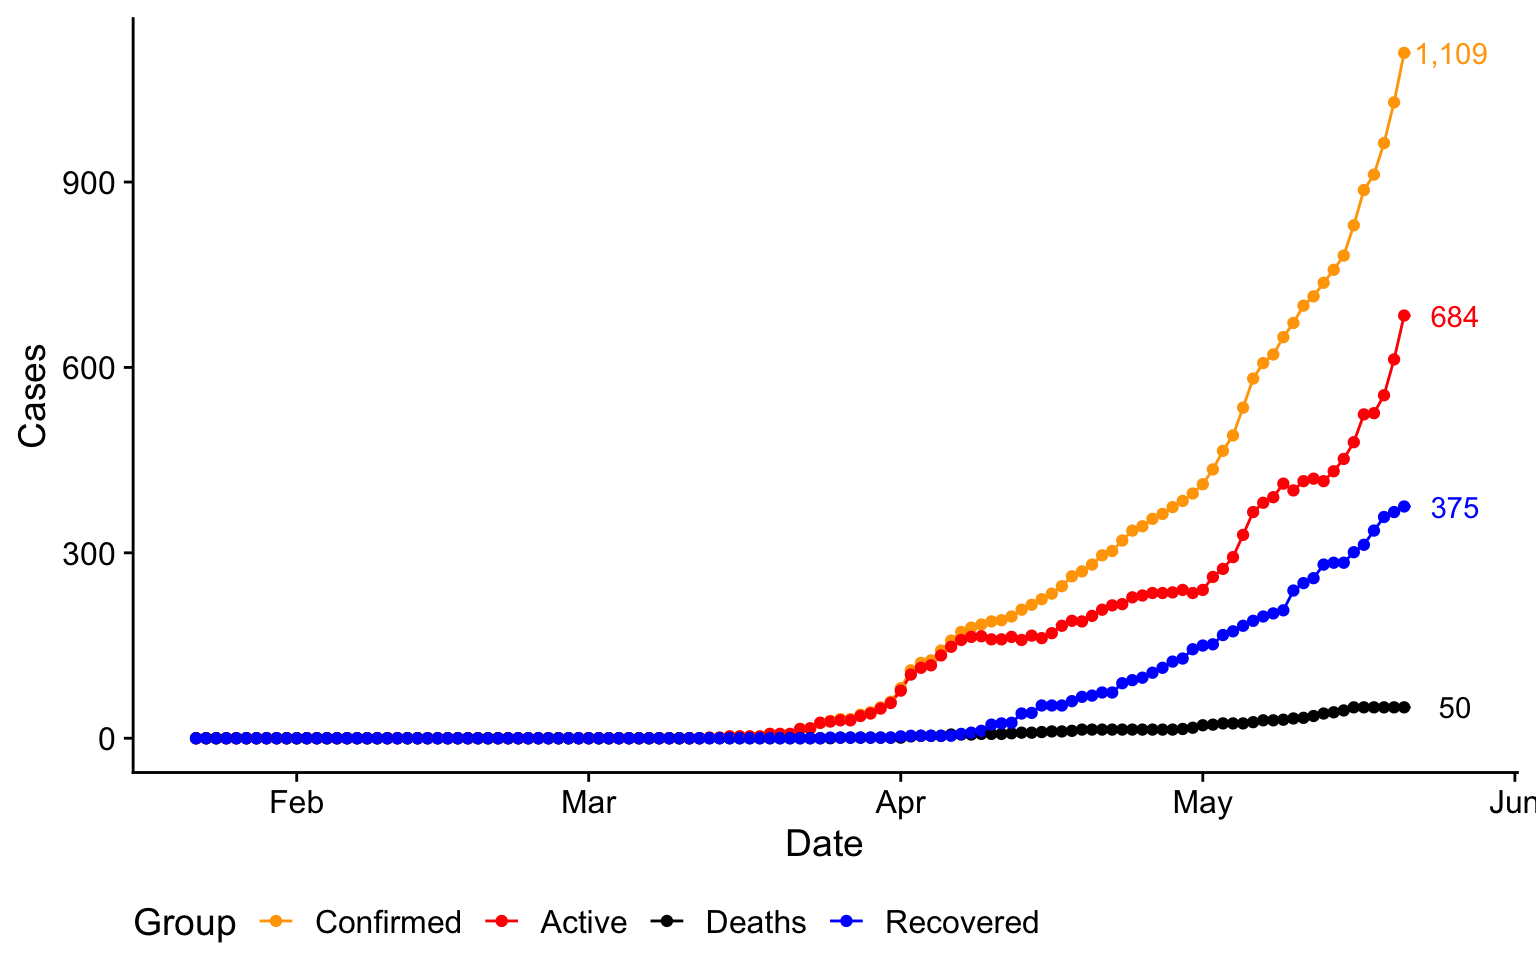 1,109
900
684
Cases
600
375
300
50
0
Feb Mar Apr May Jun
Date
Group Confirmed Active Deaths Recovered